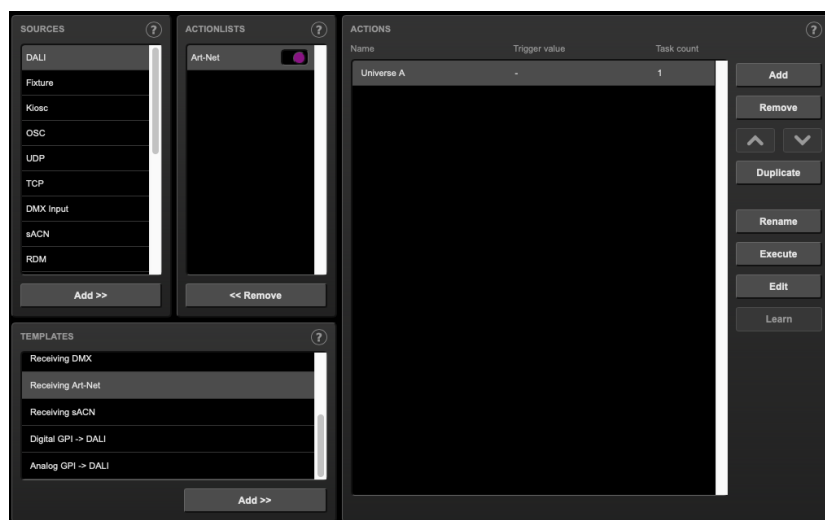 SOURCES ?
DALI
Fixture
Kiosc
OSC
UDP
TCP
DMX Input
sACN
RDM
Add >>
ACTIONLISTS ?
Art-Net
<< Remove
TEMPLATES ?
Receiving DMX
Receiving Art-Net
Receiving sACN
Digital GPI -> DALI
Analog GPI -> DALI
Add >>
ACTIONS ?
Name Trigger value Task count
Universe A - 1
Add
Remove
Duplicate
Rename
Execute
Edit
Learn